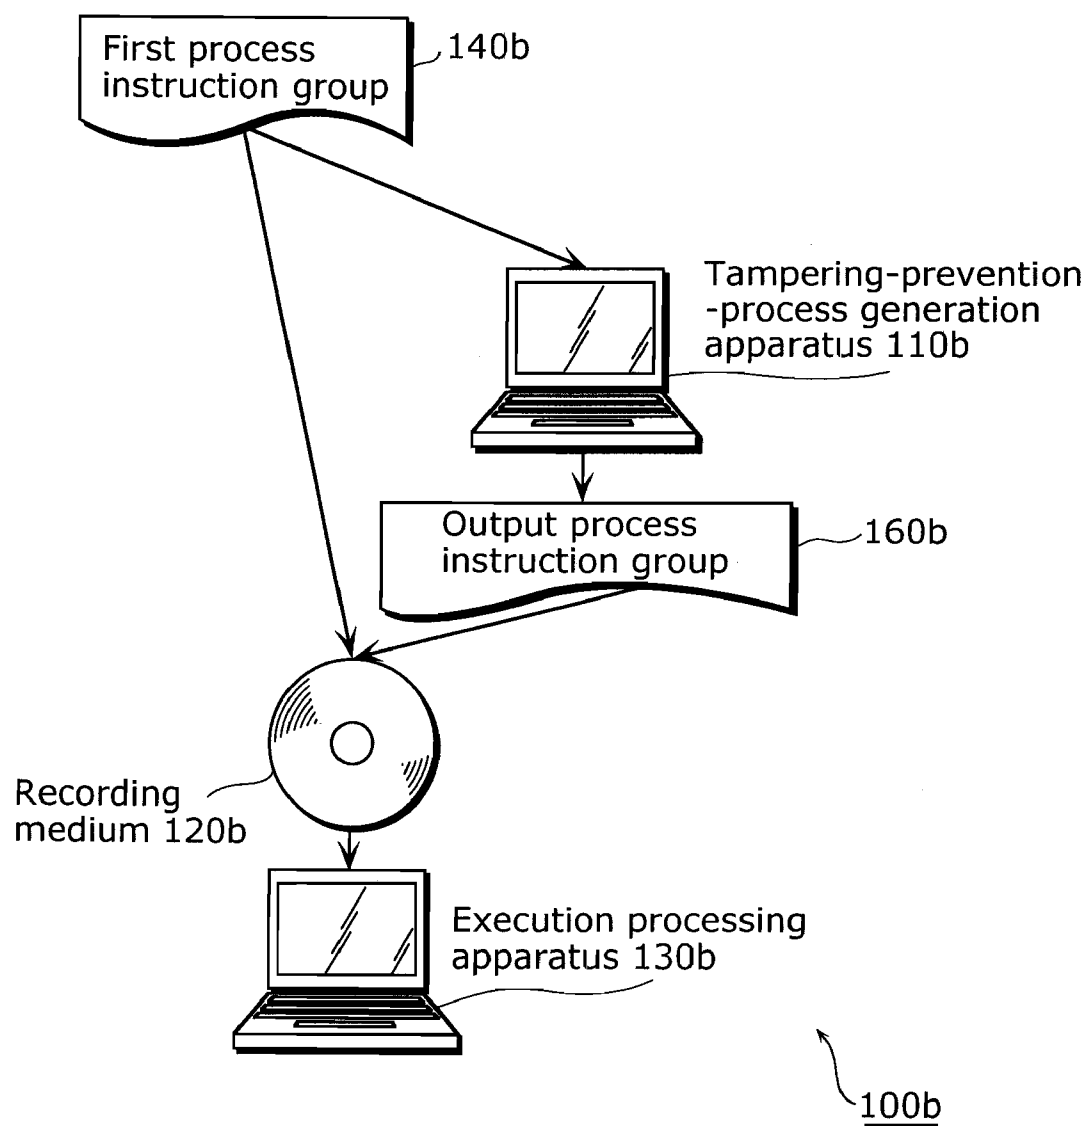 First process
instruction group
140b
Tampering-prevention
-process generation
apparatus 110b
Output process
instruction group
160b
Recording
medium 120b
Execution processing
apparatus 130b
100b